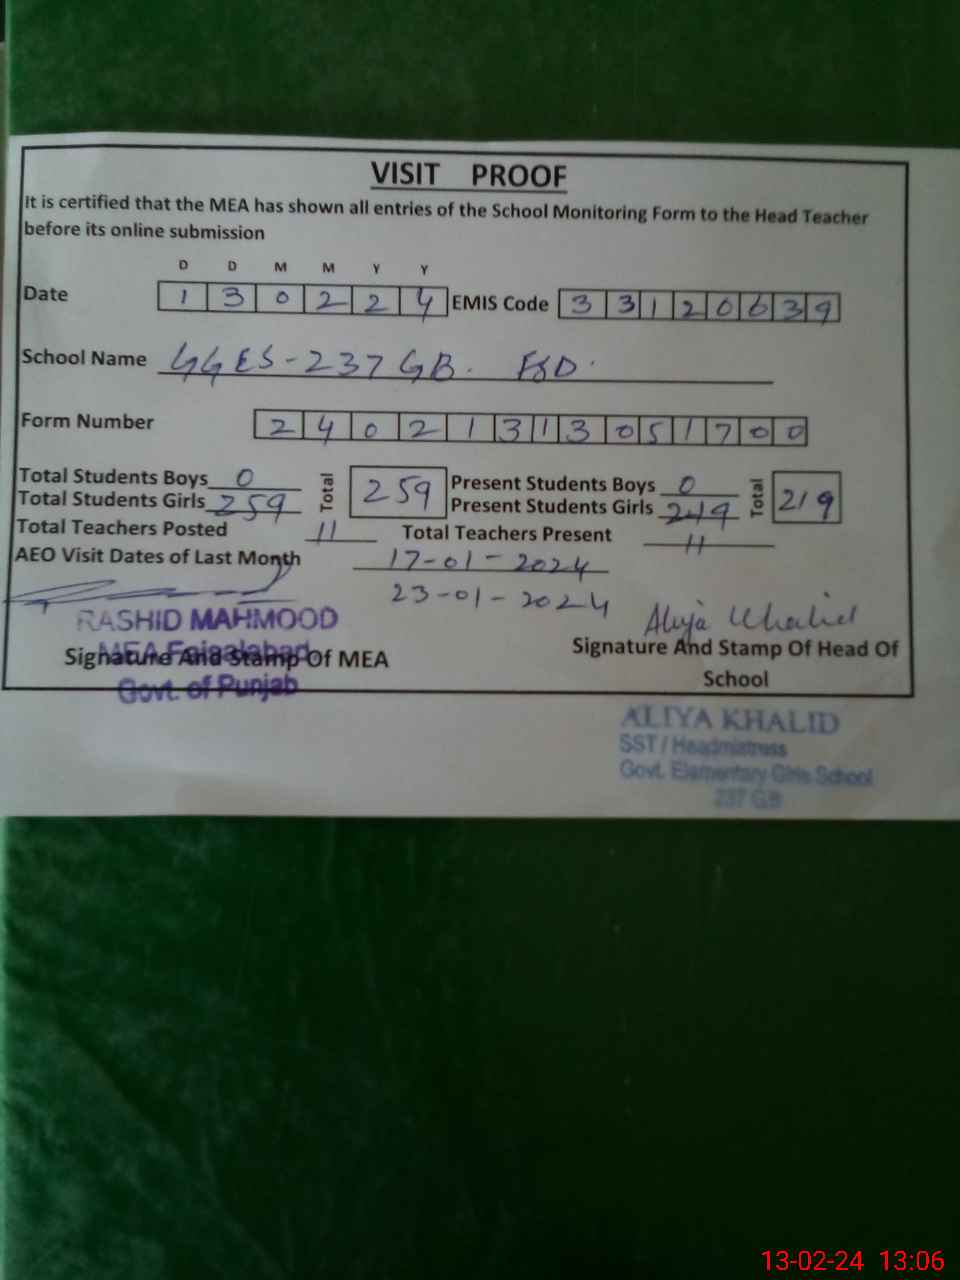 VISIT PROOF
It is certified that the MEA has shown all entries of the School Monitoring Form to the Head Teacher
before its online submission
D D M M Y Y
Date 1 3 0 2 2 4 EMIS Code 3 3 1 2 0 6 3 9
School Name GGES-237 GB. FSD.
Form Number 2 4 0 2 1 3 1 3 0 5 1 7 0 0
Total Students Boys 0 Total 259 Present Students Boys 0 Total 219
Total Students Girls 259 Present Students Girls 219
Total Teachers Posted 11 Total Teachers Present 11
AEO Visit Dates of Last Month 17-01-2024
23-01-2024
RASHID MAHMOOD
MEA Faisalabad
Govt. of Punjab
Signature And Stamp Of MEA
Aliya Khalid
Signature And Stamp Of Head Of
School
ALIYA KHALID
SST / Headmistress
Govt. Elementary Girls School
237 GB
13-02-24 13:06